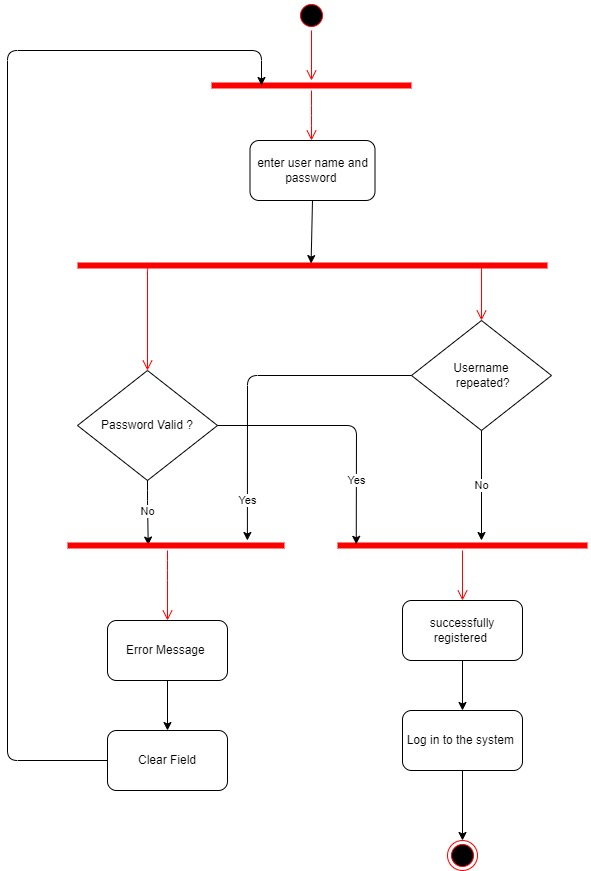 enter user name and
password
Username
repeated?
Password Valid ?
Yes
No
Yes
No
successfully
registered
Error Message
Log in to the system
Clear Field